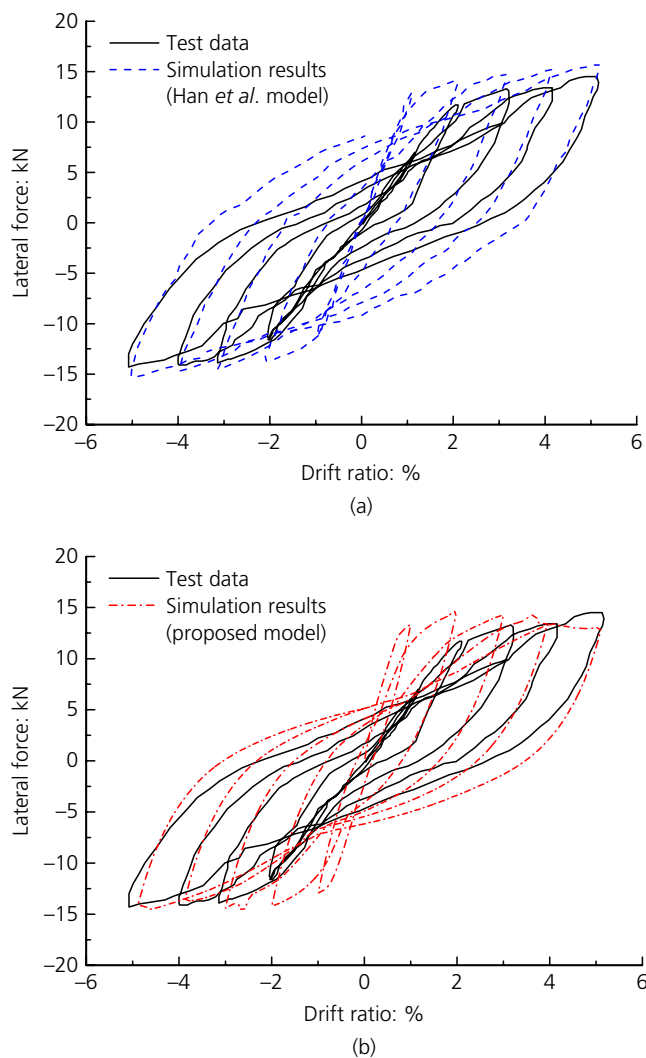 20
15
10
5
0
−5
−10
−15
−20
Lateral force: kN
Test data
Simulation results
(Han et al. model)
−6 −4 −2 0 2 4 6
Drift ratio: %
(a)
20
15
10
5
0
−5
−10
−15
−20
Lateral force: kN
Test data
Simulation results
(proposed model)
−6 −4 −2 0 2 4 6
Drift ratio: %
(b)